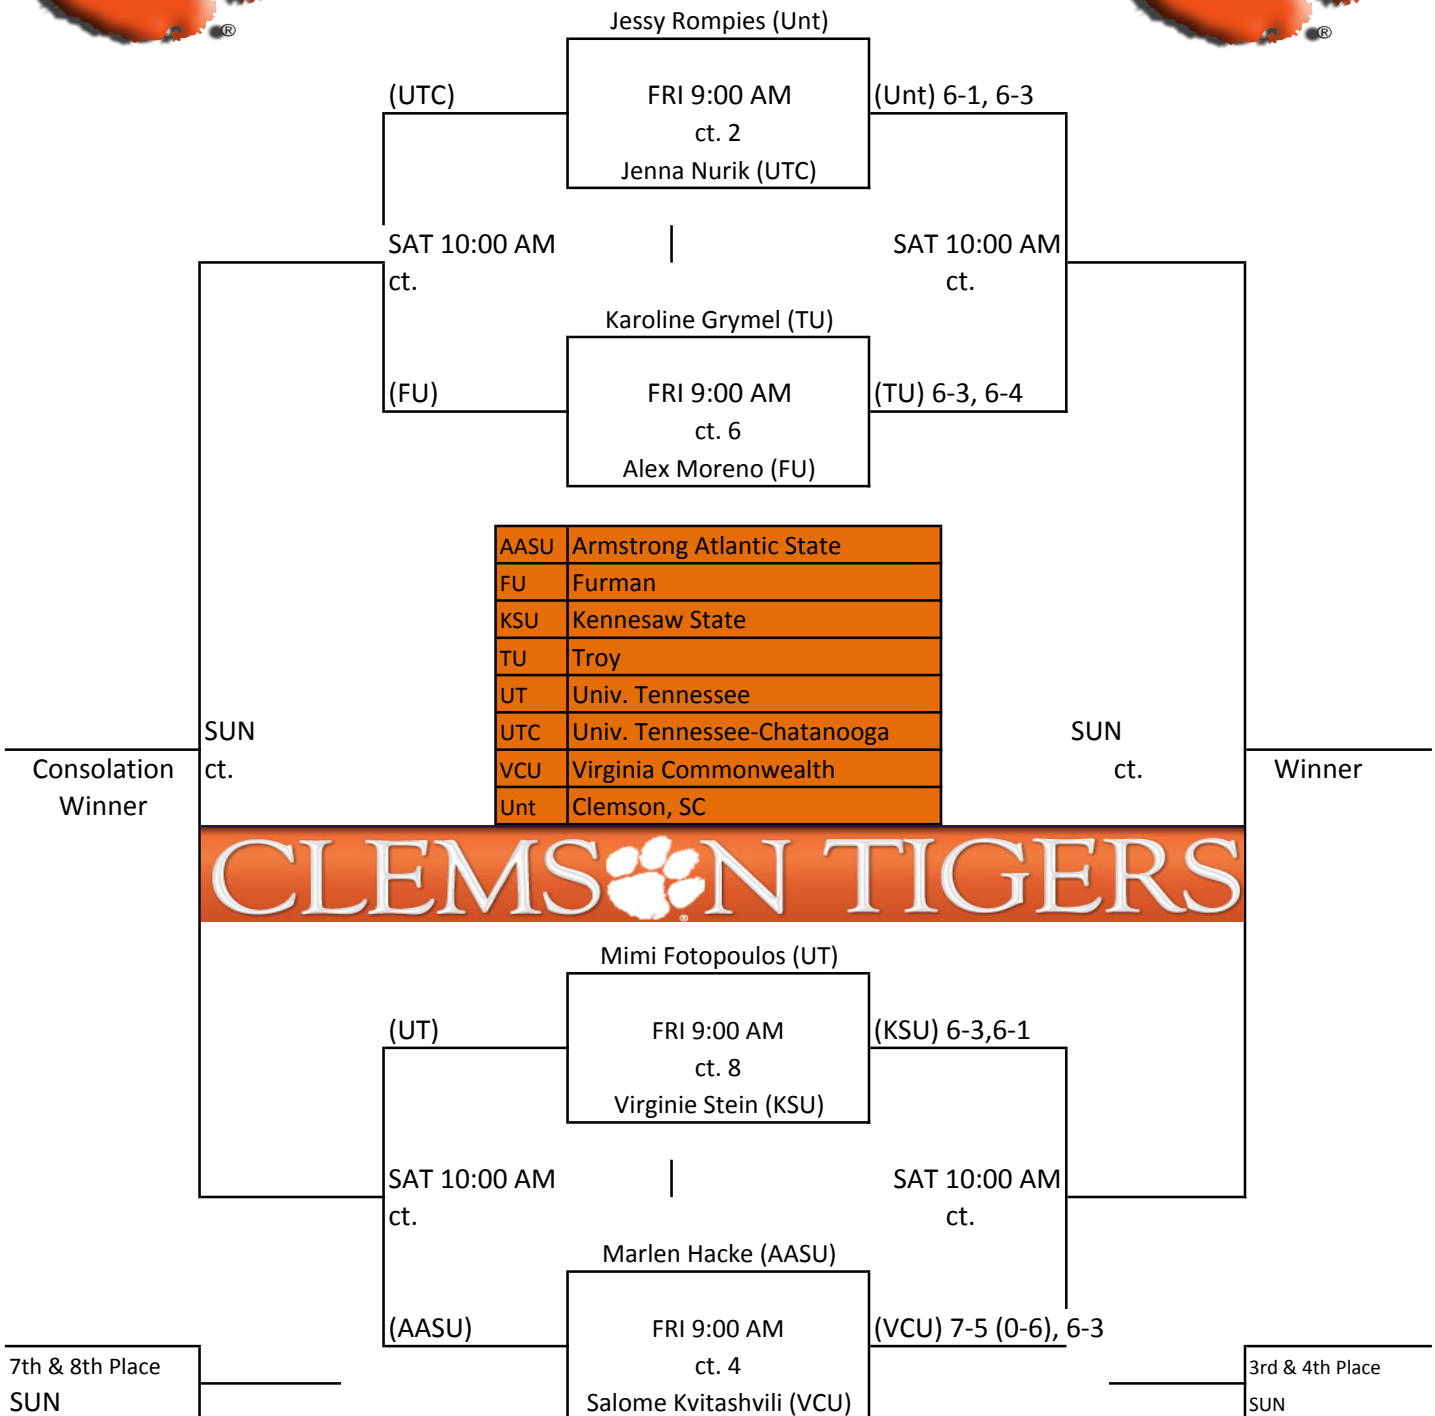 Jessy Rompies (Unt)
® ®
(UTC) FRI 9:00 AM (Unt) 6-1, 6-3
ct. 2
Jenna Nurik (UTC)
SAT 10:00 AM SAT 10:00 AM
ct. ct.
Karoline Grymel (TU)
(FU) FRI 9:00 AM (TU) 6-3, 6-4
ct. 6
Alex Moreno (FU)
AASU Armstrong Atlantic State
FU Furman
KSU Kennesaw State
TU Troy
UT Univ. Tennessee
SUN UTC Univ. Tennessee-Chatanooga SUN
Consolation ct. VCU Virginia Commonwealth ct. Winner
Winner Unt Clemson, SC
CLEMSON TIGERS
®
Mimi Fotopoulos (UT)
(UT) FRI 9:00 AM (KSU) 6-3,6-1
ct. 8
Virginie Stein (KSU)
SAT 10:00 AM SAT 10:00 AM
ct. ct.
Marlen Hacke (AASU)
(AASU) FRI 9:00 AM (VCU) 7-5 (0-6), 6-3
7th & 8th Place ct. 4 3rd & 4th Place
SUN Salome Kvitashvili (VCU) SUN